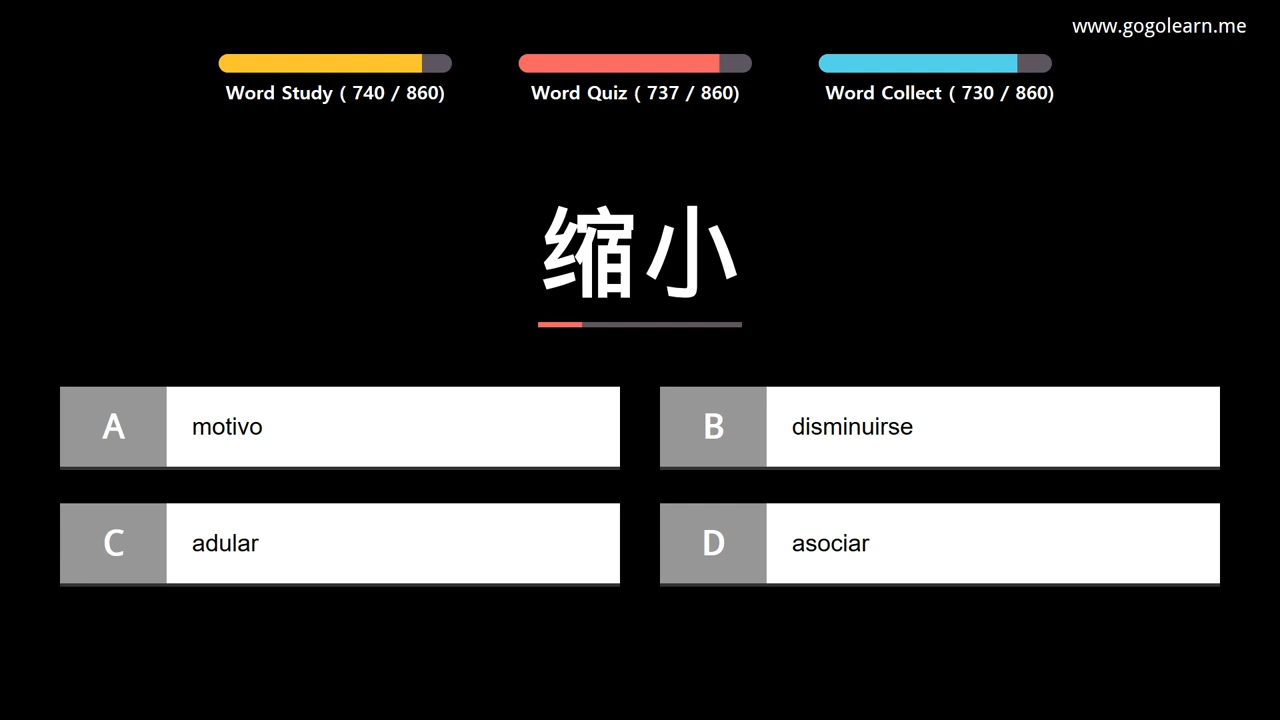 www.gogolearn.me
Word Study ( 740 / 860)
Word Quiz ( 737 / 860)
Word Collect ( 730 / 860)
缩小
A motivo
B disminuirse
C adular
D asociar